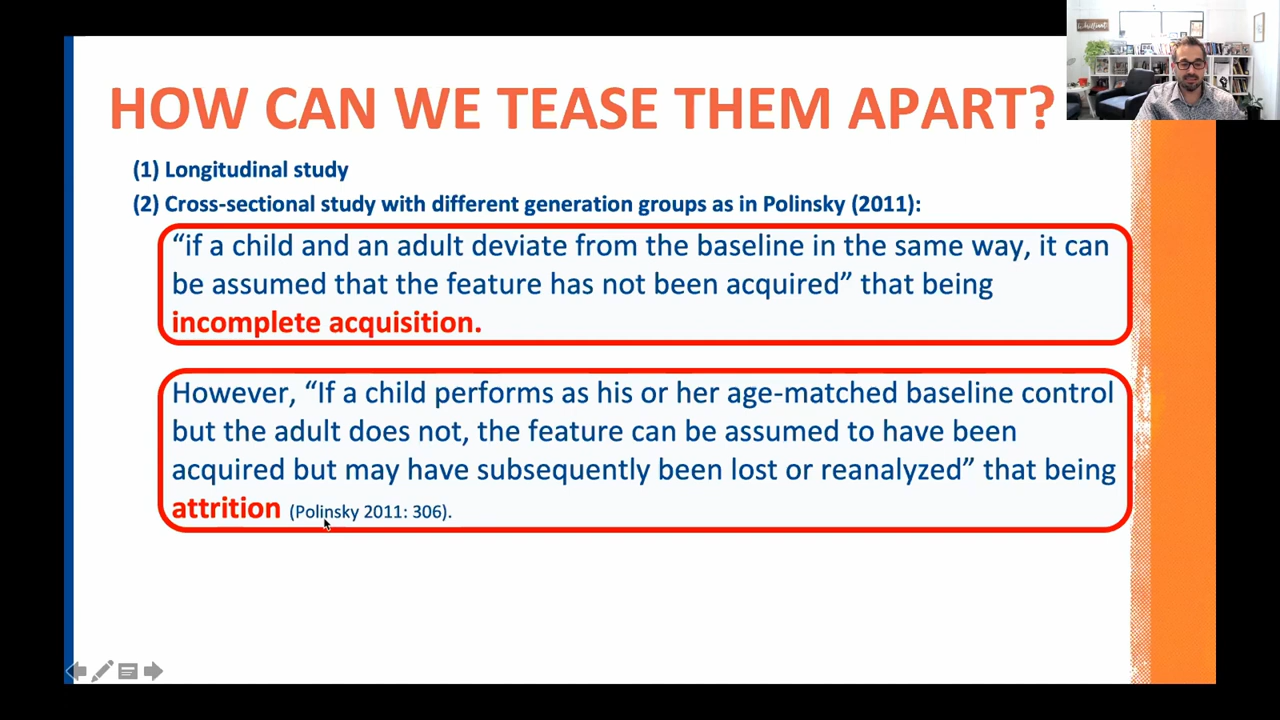 HOW CAN WE TEASE THEM APART?
(1) Longitudinal study
(2) Cross-sectional study with different generation groups as in Polinsky (2011):
“if a child and an adult deviate from the baseline in the same way, it can
be assumed that the feature has not been acquired” that being
incomplete acquisition.
However, “If a child performs as his or her age-matched baseline control
but the adult does not, the feature can be assumed to have been
acquired but may have subsequently been lost or reanalyzed” that being
attrition (Polinsky 2011: 306).